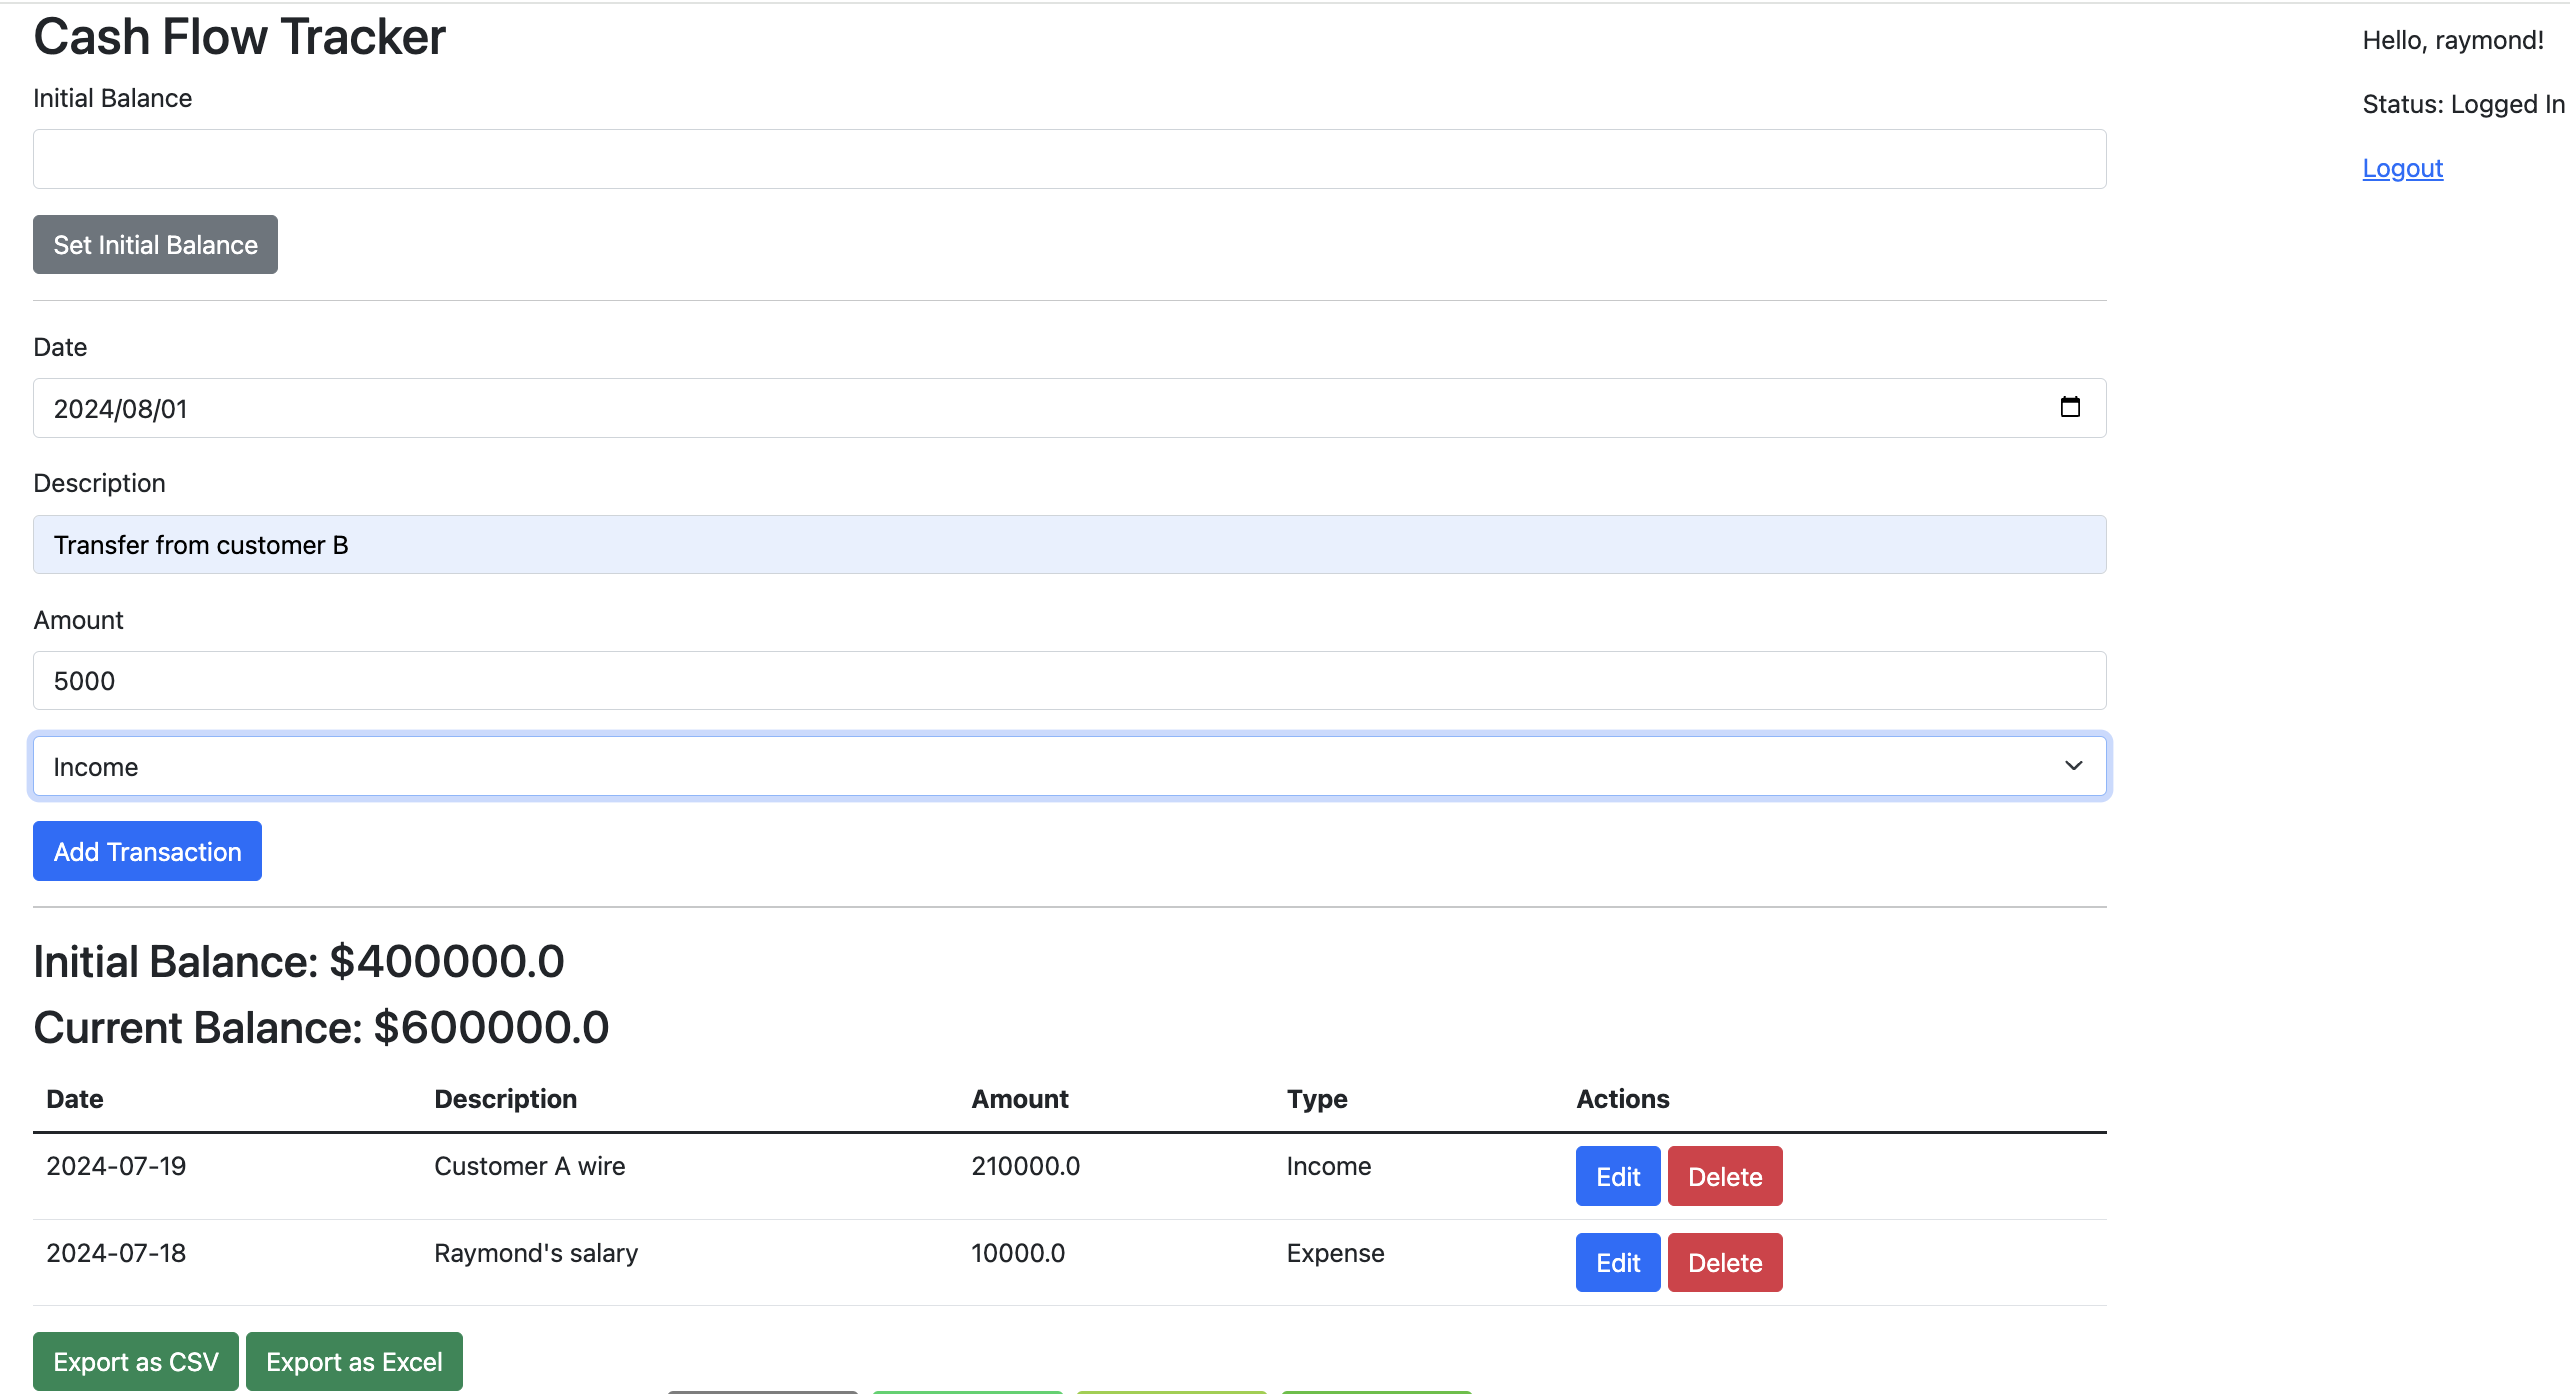 Cash Flow Tracker
Hello, raymond!
Status: Logged In
Logout
Initial Balance
Set Initial Balance
Date
2024/08/01
Description
Transfer from customer B
Amount
5000
Income
Add Transaction
Initial Balance: $400000.0
Current Balance: $600000.0
Date Description Amount Type Actions
2024-07-19 Customer A wire 210000.0 Income Edit Delete
2024-07-18 Raymond's salary 10000.0 Expense Edit Delete
Export as CSV Export as Excel